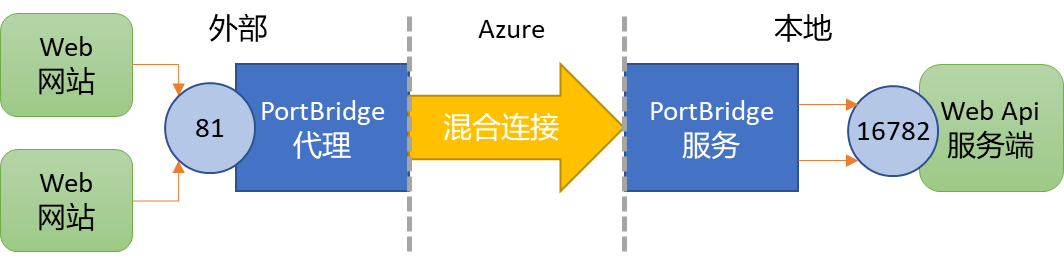 外部
Azure
本地
Web
网站
Web
网站
81
PortBridge
代理
混合连接
PortBridge
服务
16782
Web Api
服务端